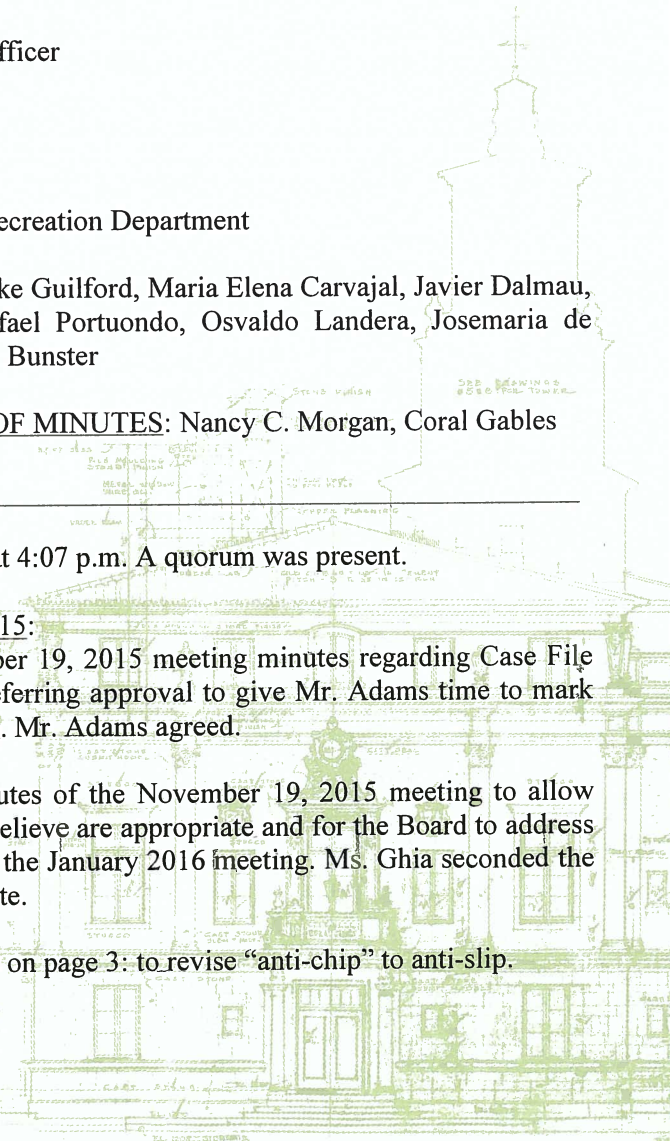 fficer
ecreation Department
ke Guilford, Maria Elena Carvajal, Javier Dalmau,
fael Portuondo, Osvaldo Landera, Josemaria de
Bunster
OF MINUTES: Nancy C. Morgan, Coral Gables
t 4:07 p.m. A quorum was present.
15:
er 19, 2015 meeting minutes regarding Case File
ferring approval to give Mr. Adams time to mark
. Mr. Adams agreed.
utes of the November 19, 2015 meeting to allow
elieve are appropriate and for the Board to address
the January 2016 meeting. Ms. Ghia seconded the
te.
on page 3: to revise “anti-chip” to anti-slip.